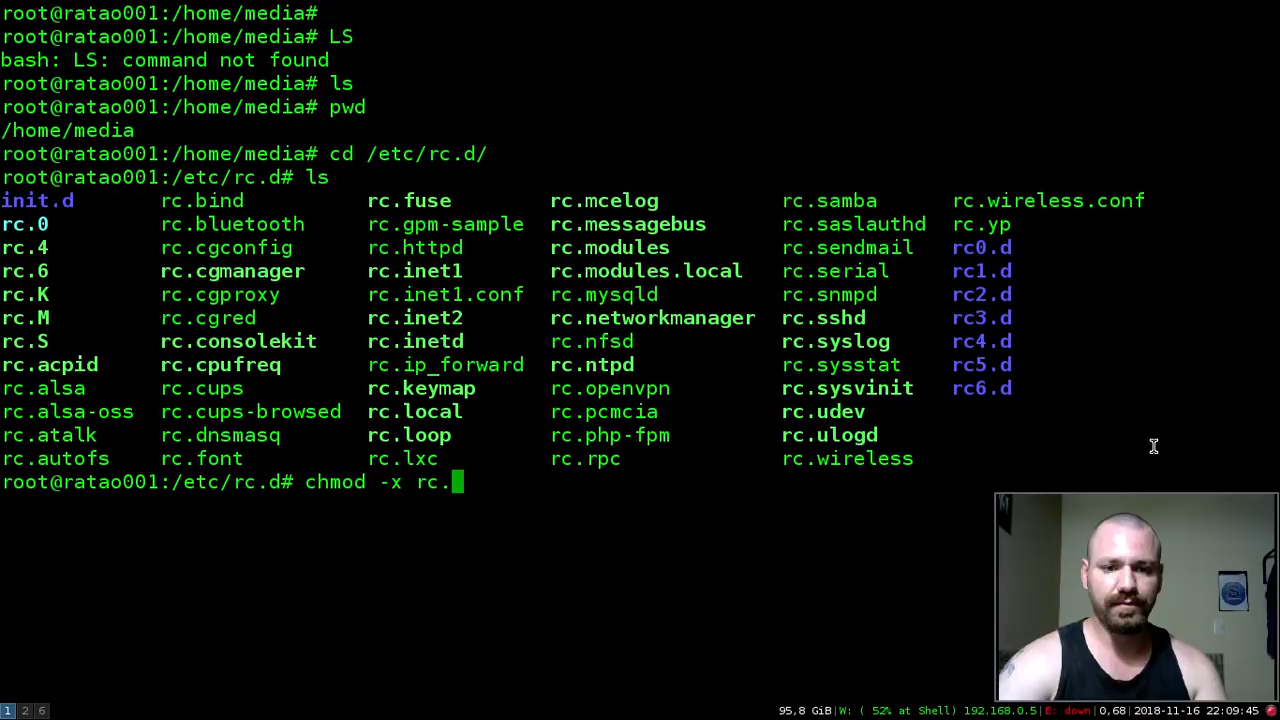 root@ratao001:/home/media#
root@ratao001:/home/media# LS
bash: LS: command not found
root@ratao001:/home/media# ls
root@ratao001:/home/media# pwd
/home/media
root@ratao001:/home/media# cd /etc/rc.d/
root@ratao001:/etc/rc.d# ls
init.d rc.bind rc.fuse rc.mcelog rc.samba rc.wireless.conf
rc.0 rc.bluetooth rc.gpm-sample rc.messagebus rc.saslauthd rc.yp
rc.4 rc.cgconfig rc.httpd rc.modules rc.sendmail rc0.d
rc.6 rc.cgmanager rc.inet1 rc.modules.local rc.serial rc1.d
rc.K rc.cgproxy rc.inet1.conf rc.mysqld rc.snmpd rc2.d
rc.M rc.cgred rc.inet2 rc.networkmanager rc.sshd rc3.d
rc.S rc.consolekit rc.inetd rc.nfsd rc.syslog rc4.d
rc.acpid rc.cpufreq rc.ip_forward rc.ntpd rc.sysstat rc5.d
rc.alsa rc.cups rc.keymap rc.openvpn rc.sysvinit rc6.d
rc.alsa-oss rc.cups-browsed rc.local rc.pcmcia rc.udev
rc.atalk rc.dnsmasq rc.loop rc.php-fpm rc.ulogd
rc.autofs rc.font rc.lxc rc.rpc rc.wireless
root@ratao001:/etc/rc.d# chmod -x rc.
1 2 6 95,8 GiB|W: ( 52% at Shell) 192.168.0.5|E: down|0,68|2018-11-16 22:09:45